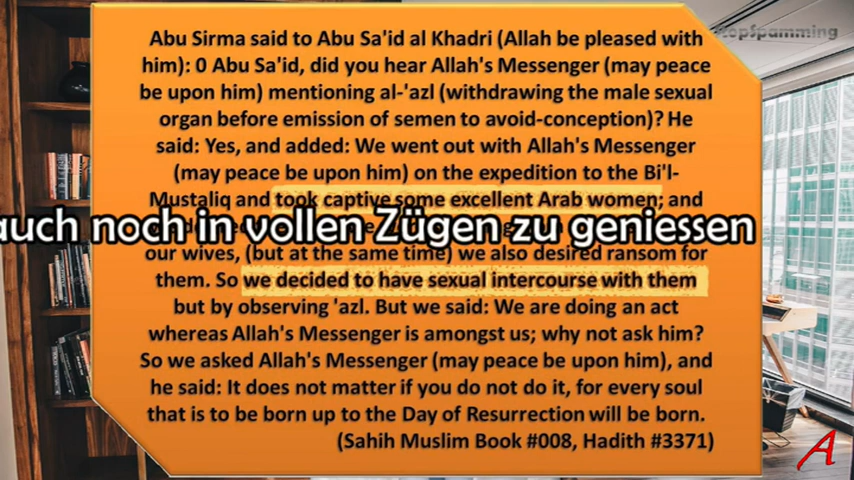 StopSpamming
Abu Sirma said to Abu Sa'id al Khadri (Allah be pleased with
him): 0 Abu Sa'id, did you hear Allah's Messenger (may peace
be upon him) mentioning al-'azl (withdrawing the male sexual
organ before emission of semen to avoid-conception)? He
said: Yes, and added: We went out with Allah's Messenger
(may peace be upon him) on the expedition to the Bi'l-
Mustaliq and took captive some excellent Arab women; and
auch noch in vollen Zügen zu geniessen
our wives, (but at the same time) we also desired ransom for
them. So we decided to have sexual intercourse with them
but by observing 'azl. But we said: We are doing an act
whereas Allah's Messenger is amongst us; why not ask him?
So we asked Allah's Messenger (may peace be upon him), and
he said: It does not matter if you do not do it, for every soul
that is to be born up to the Day of Resurrection will be born.
(Sahih Muslim Book #008, Hadith #3371)
A